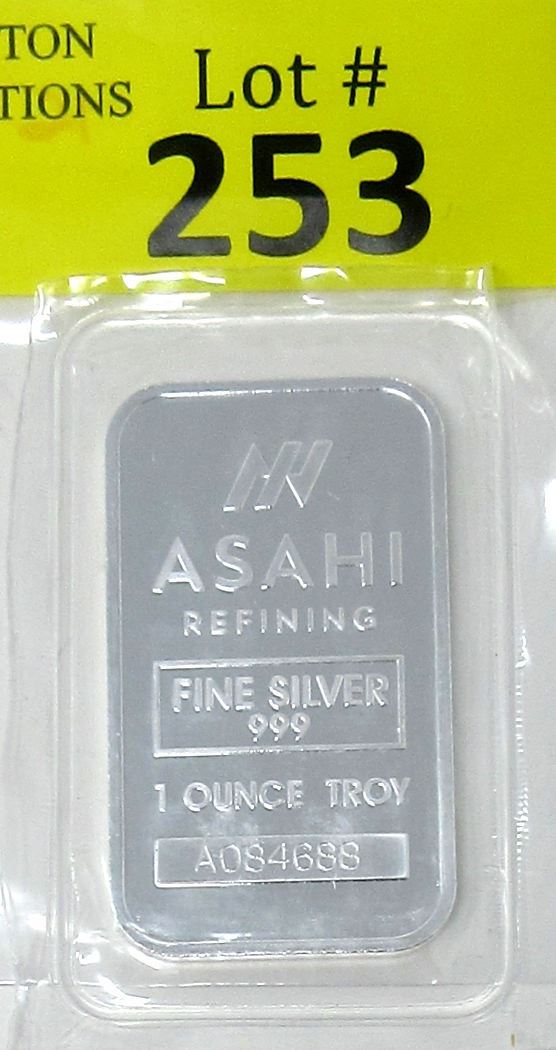 TON
TIONS
Lot #
253
ASAHI
REFINING
FINE SILVER
999
1 OUNCE TROY
A084688